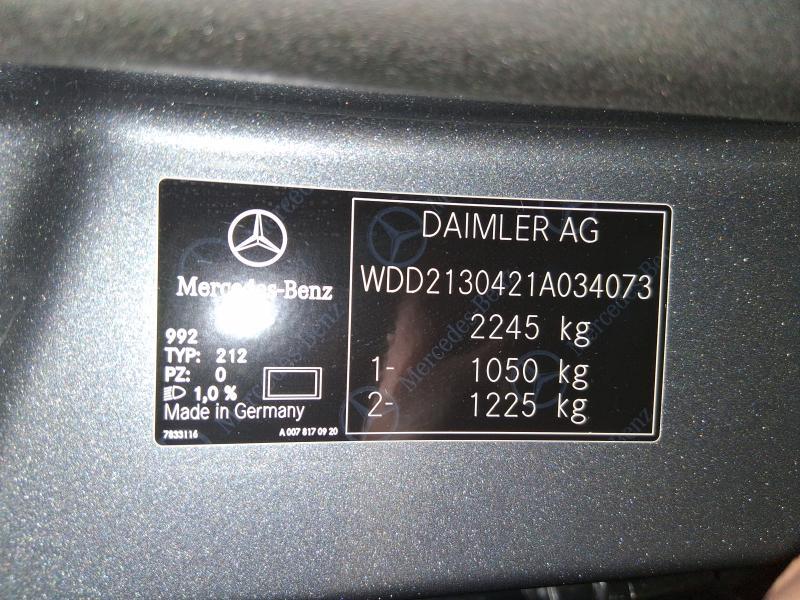 Mercedes-Benz
992
TYP: 212
PZ: 0
1,0 %
Made in Germany
7833116
A 007 817 09 20
DAIMLER AG
WDD2130421A034073
2245 kg
1- 1050 kg
2- 1225 kg